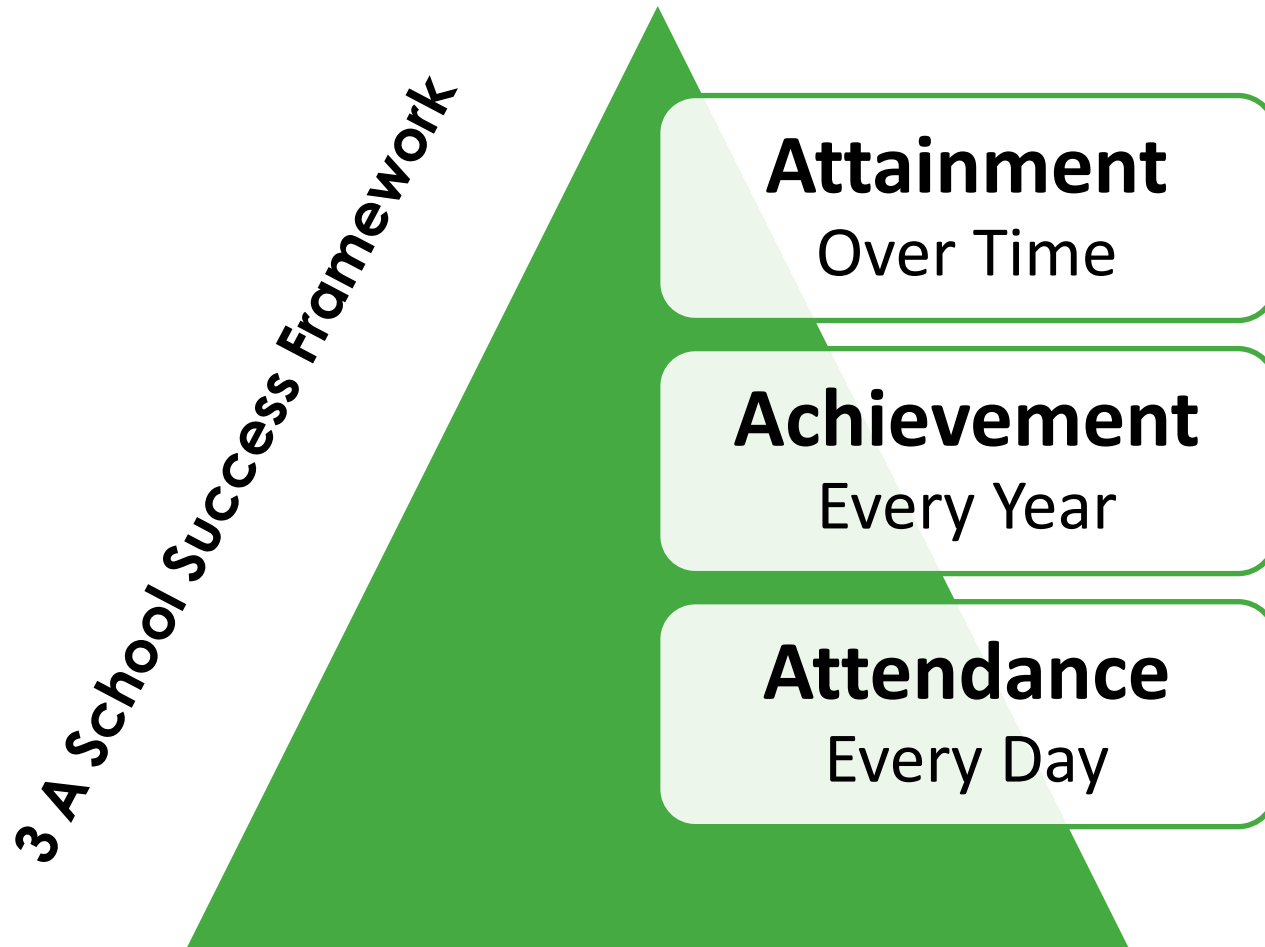 3 A School Success Framework
Attainment
Over Time
Achievement
Every Year
Attendance
Every Day